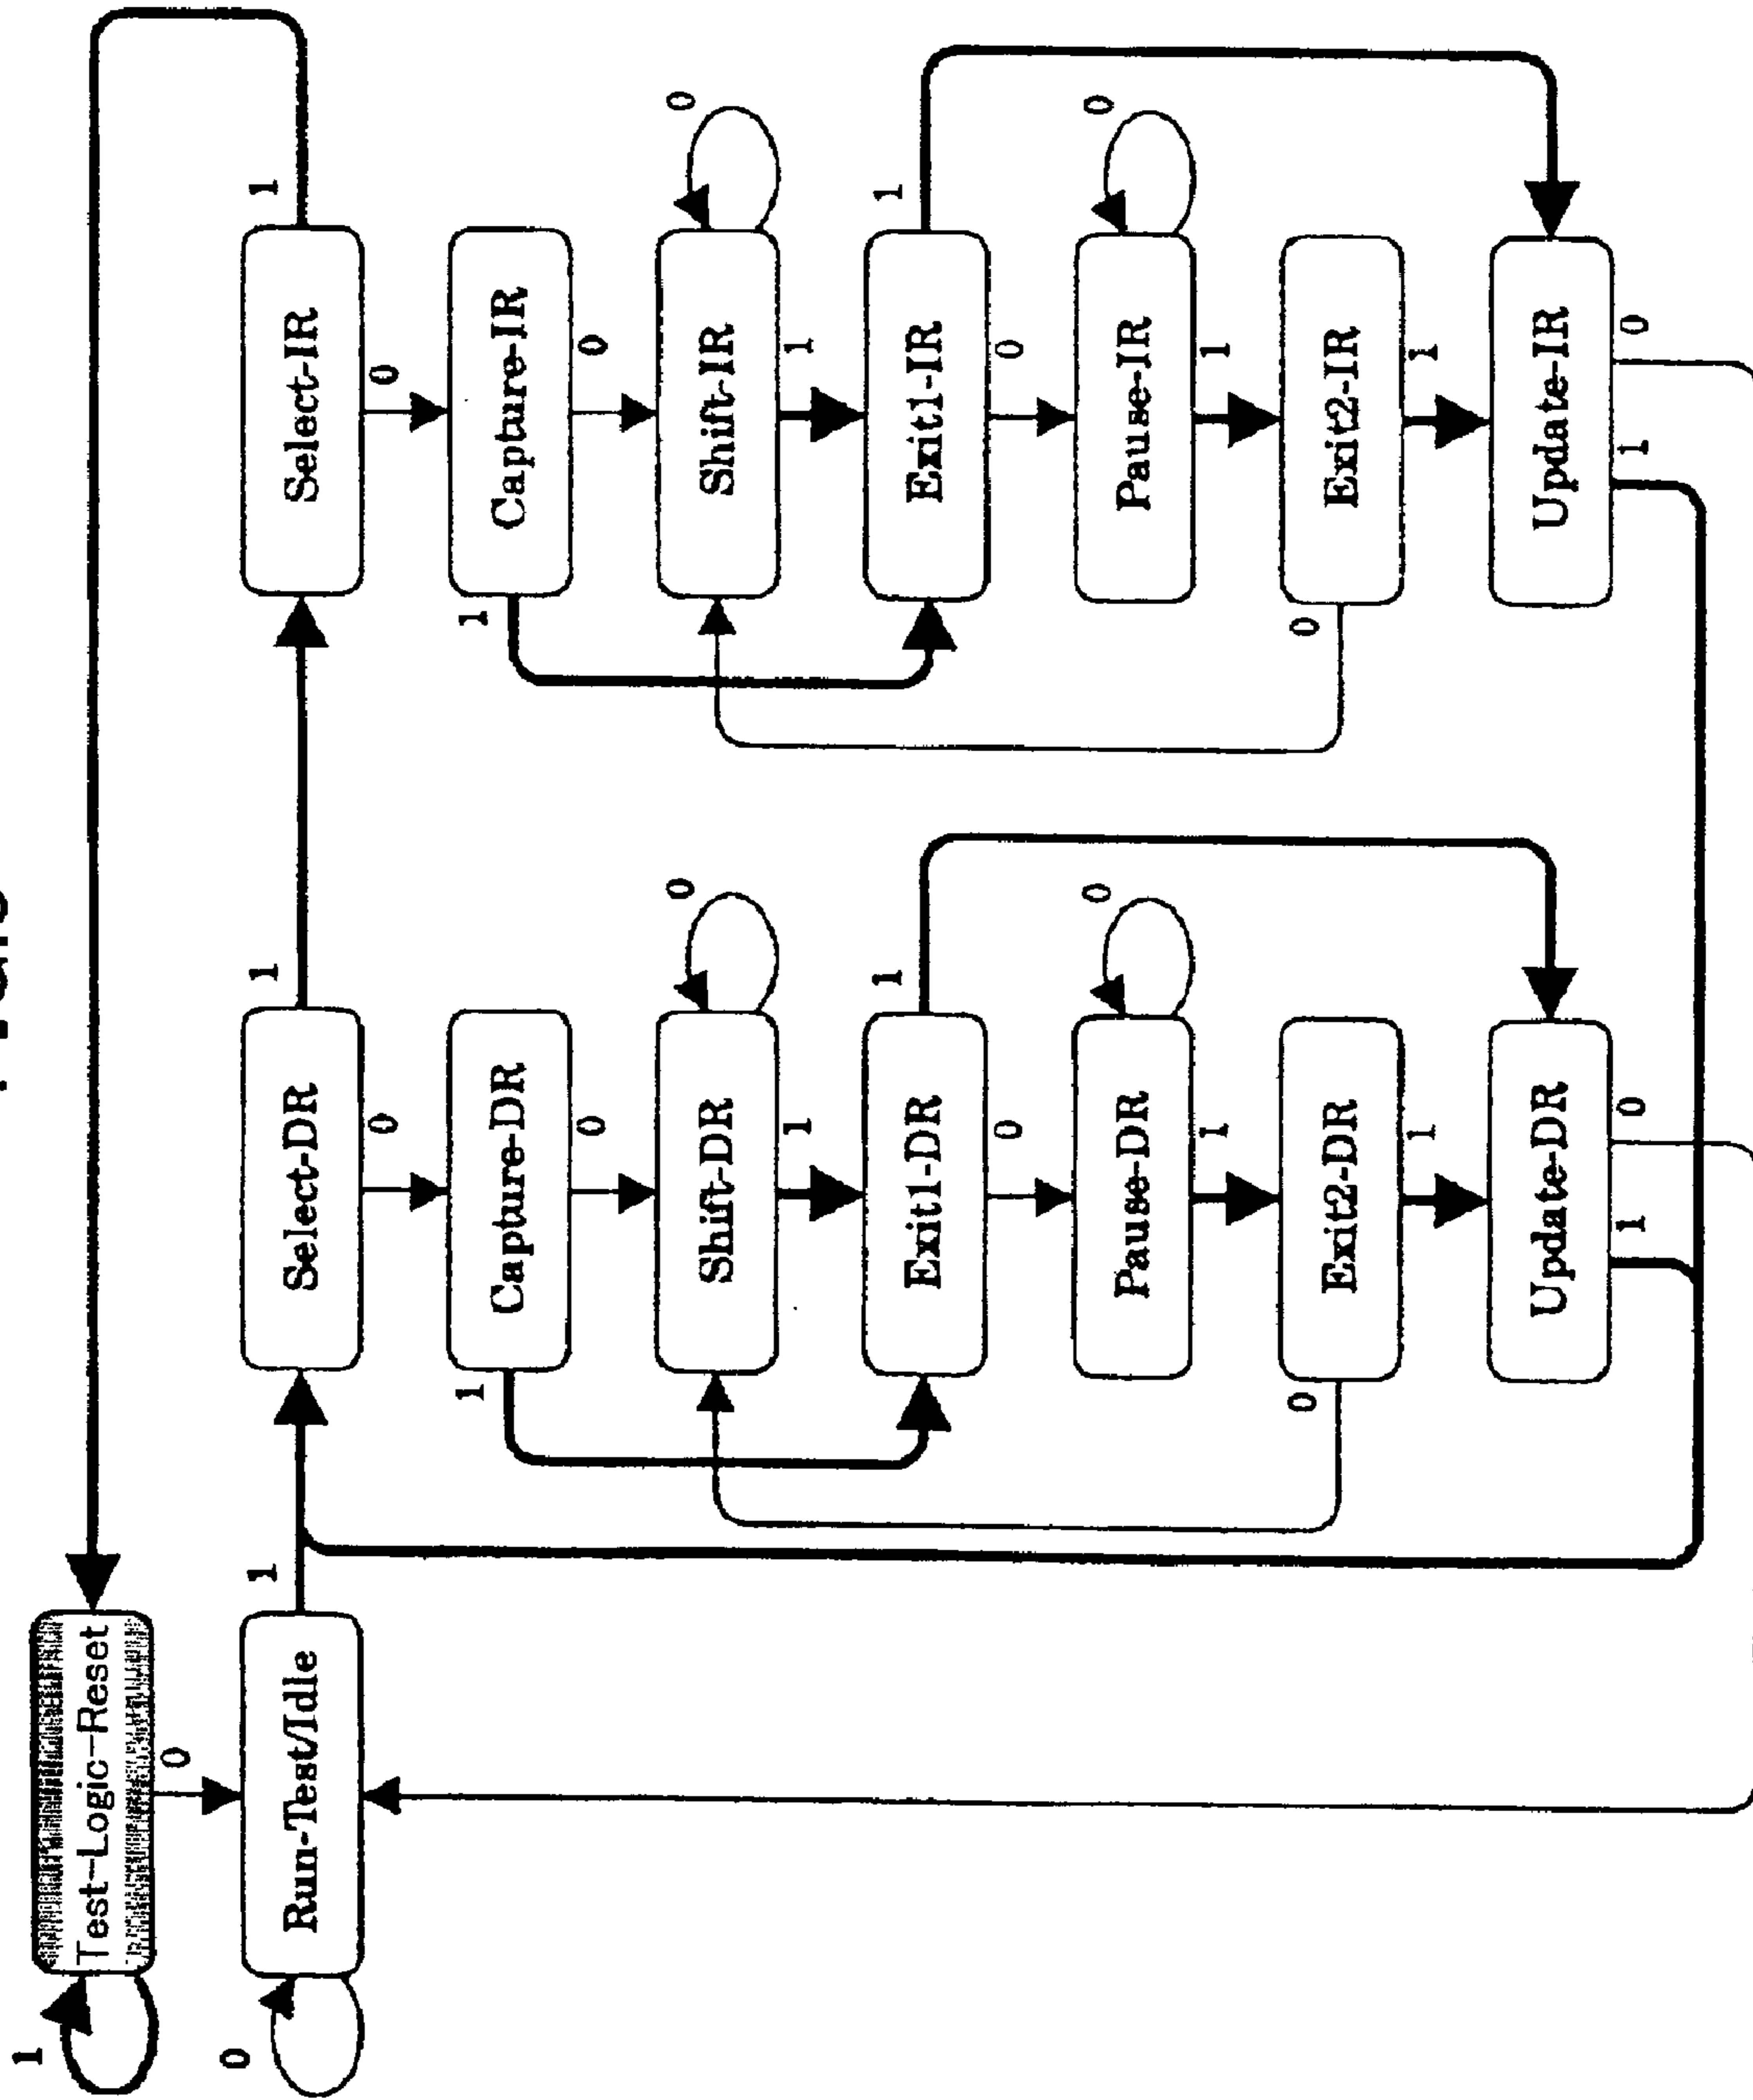 1
Test-Logic-Reset
0
0
Run-Test/Idle
1
Select-DR
1
Select-IR
1
0
0
1
Capture-DR
0
1
Capture-IR
0
Shift-DR
0
1
Shift-IR
0
1
Exit1-DR
1
0
Exit1-IR
1
0
Pause-DR
0
1
Pause-IR
0
1
0
Exit2-DR
1
0
Exit2-IR
1
Update-DR
1
0
Update-IR
1
0